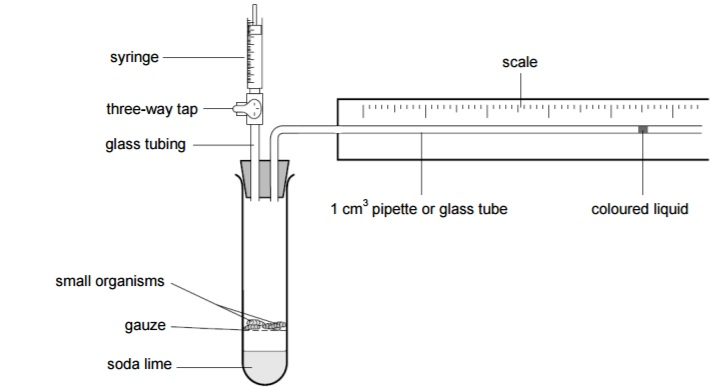 syringe
scale
three-way tap
glass tubing
1 cm³ pipette or glass tube
coloured liquid
small organisms
gauze
soda lime